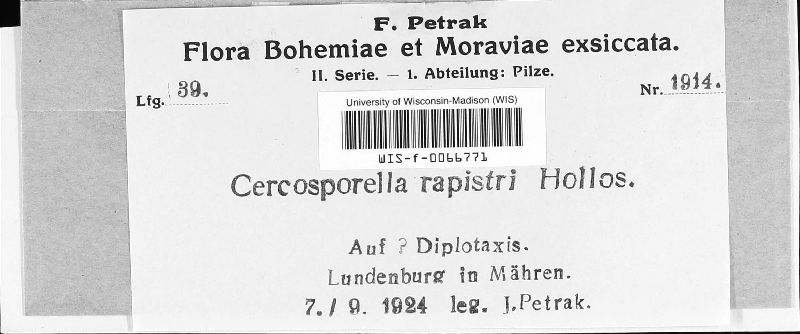 F. Petrak
Flora Bohemiae et Moraviae exsiccata.
II. Serie. – 1. Abteilung: Pilze.
Lfg. 39.
Nr. 1914.
University of Wisconsin-Madison (WIS)
WIS-f-0066771
Cercosporella rapistri Hollos.
Auf ? Diplotaxis.
Lundenburg in Mähren.
7. / 9. 1924 leg. J. Petrak.